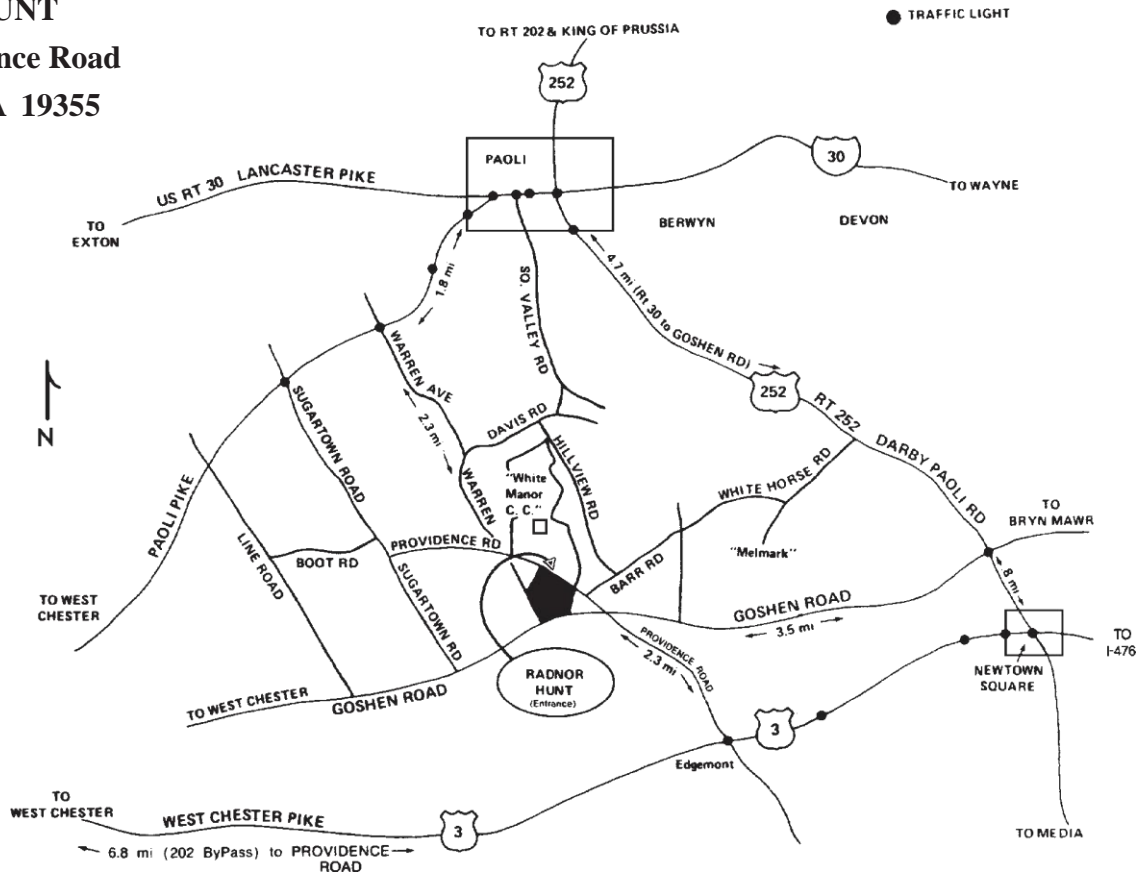 UNT
nce Road
A 19355
● TRAFFIC LIGHT
TO RT 202 & KING OF PRUSSIA
252
PAOLI
30
US RT 30 LANCASTER PIKE
TO WAYNE
TO
EXTON
BERWYN
DEVON
1.8 mi
SO. VALLEY RD
4.7 mi (Rt 30 to GOSHEN RD)
252
RT 252
DARBY PAOLI RD
WARREN AVE
2.3 mi
SUGARTOWN ROAD
N
DAVIS RD
HILLVIEW RD
WARREN
"White
Manor
C. C."
WHITE HORSE RD
"Melmark"
TO
BRYN MAWR
PAOLI PIKE
LINE ROAD
BOOT RD
PROVIDENCE RD
SUGARTOWN RD
BARR RD
GOSHEN ROAD
3.5 mi
.8 mi
TO WEST
CHESTER
TO
I-476
NEWTOWN
SQUARE
PROVIDENCE ROAD
2.3 mi
RADNOR
HUNT
(Entrance)
TO WEST CHESTER
GOSHEN ROAD
3
Edgemont
TO
WEST CHESTER
WEST CHESTER PIKE
3
TO MEDIA
6.8 mi (202 ByPass) to PROVIDENCE
ROAD